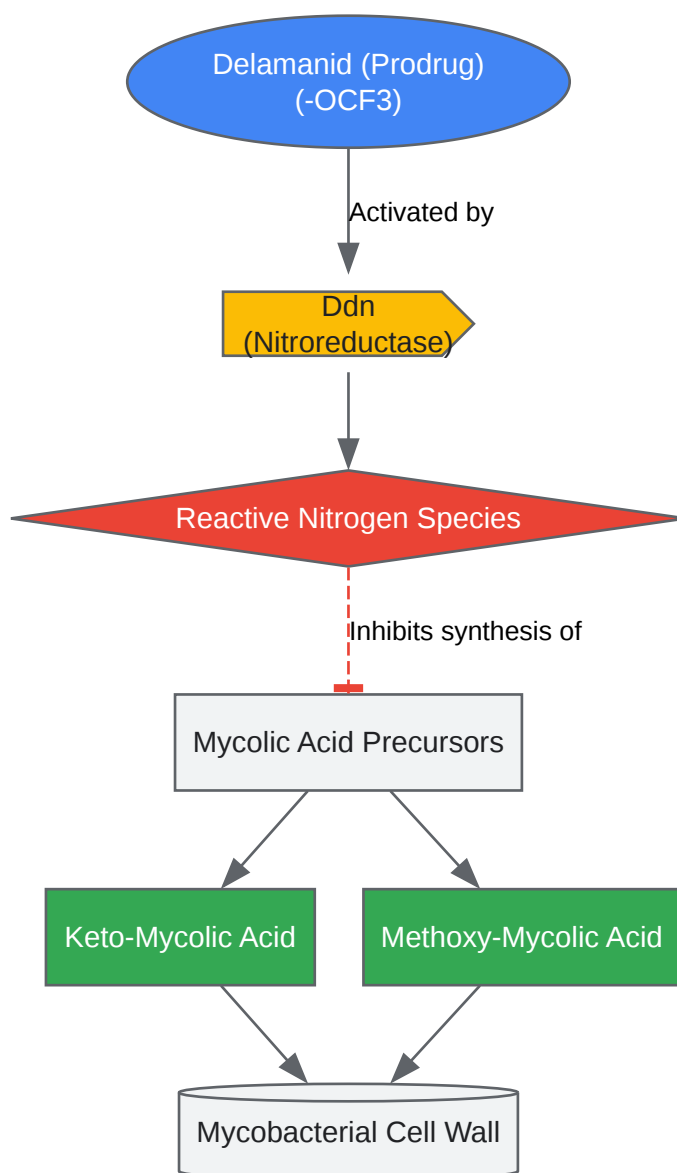 Delamanid (Prodrug)
(-OCF3)
Activated by
Ddn
(Nitroreductase)
Reactive Nitrogen Species
Inhibits synthesis of
Mycolic Acid Precursors
Keto-Mycolic Acid
Methoxy-Mycolic Acid
Mycobacterial Cell Wall